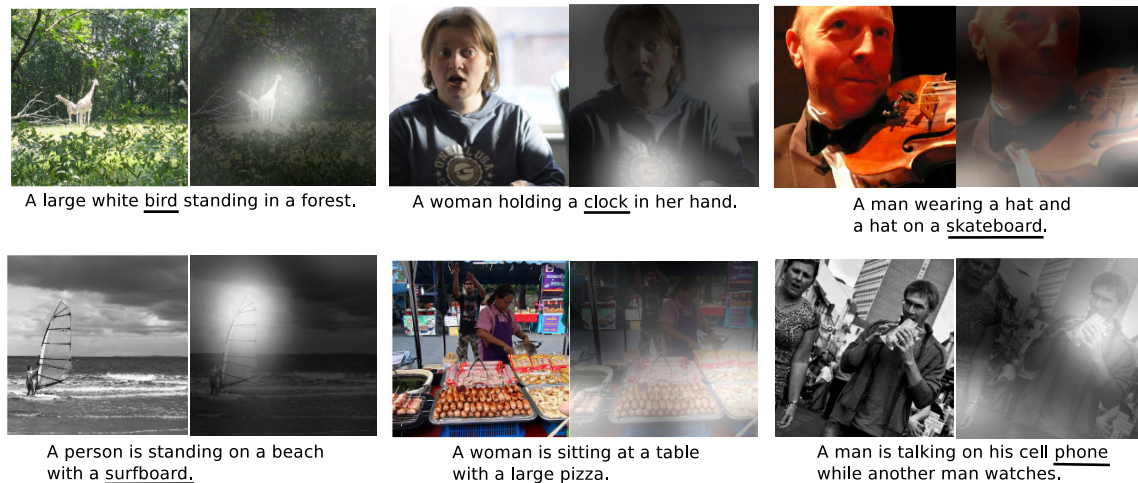 A large white bird standing in a forest.
A woman holding a clock in her hand.
A man wearing a hat and
a hat on a skateboard.
A person is standing on a beach
with a surfboard.
A woman is sitting at a table
with a large pizza.
A man is talking on his cell phone
while another man watches.